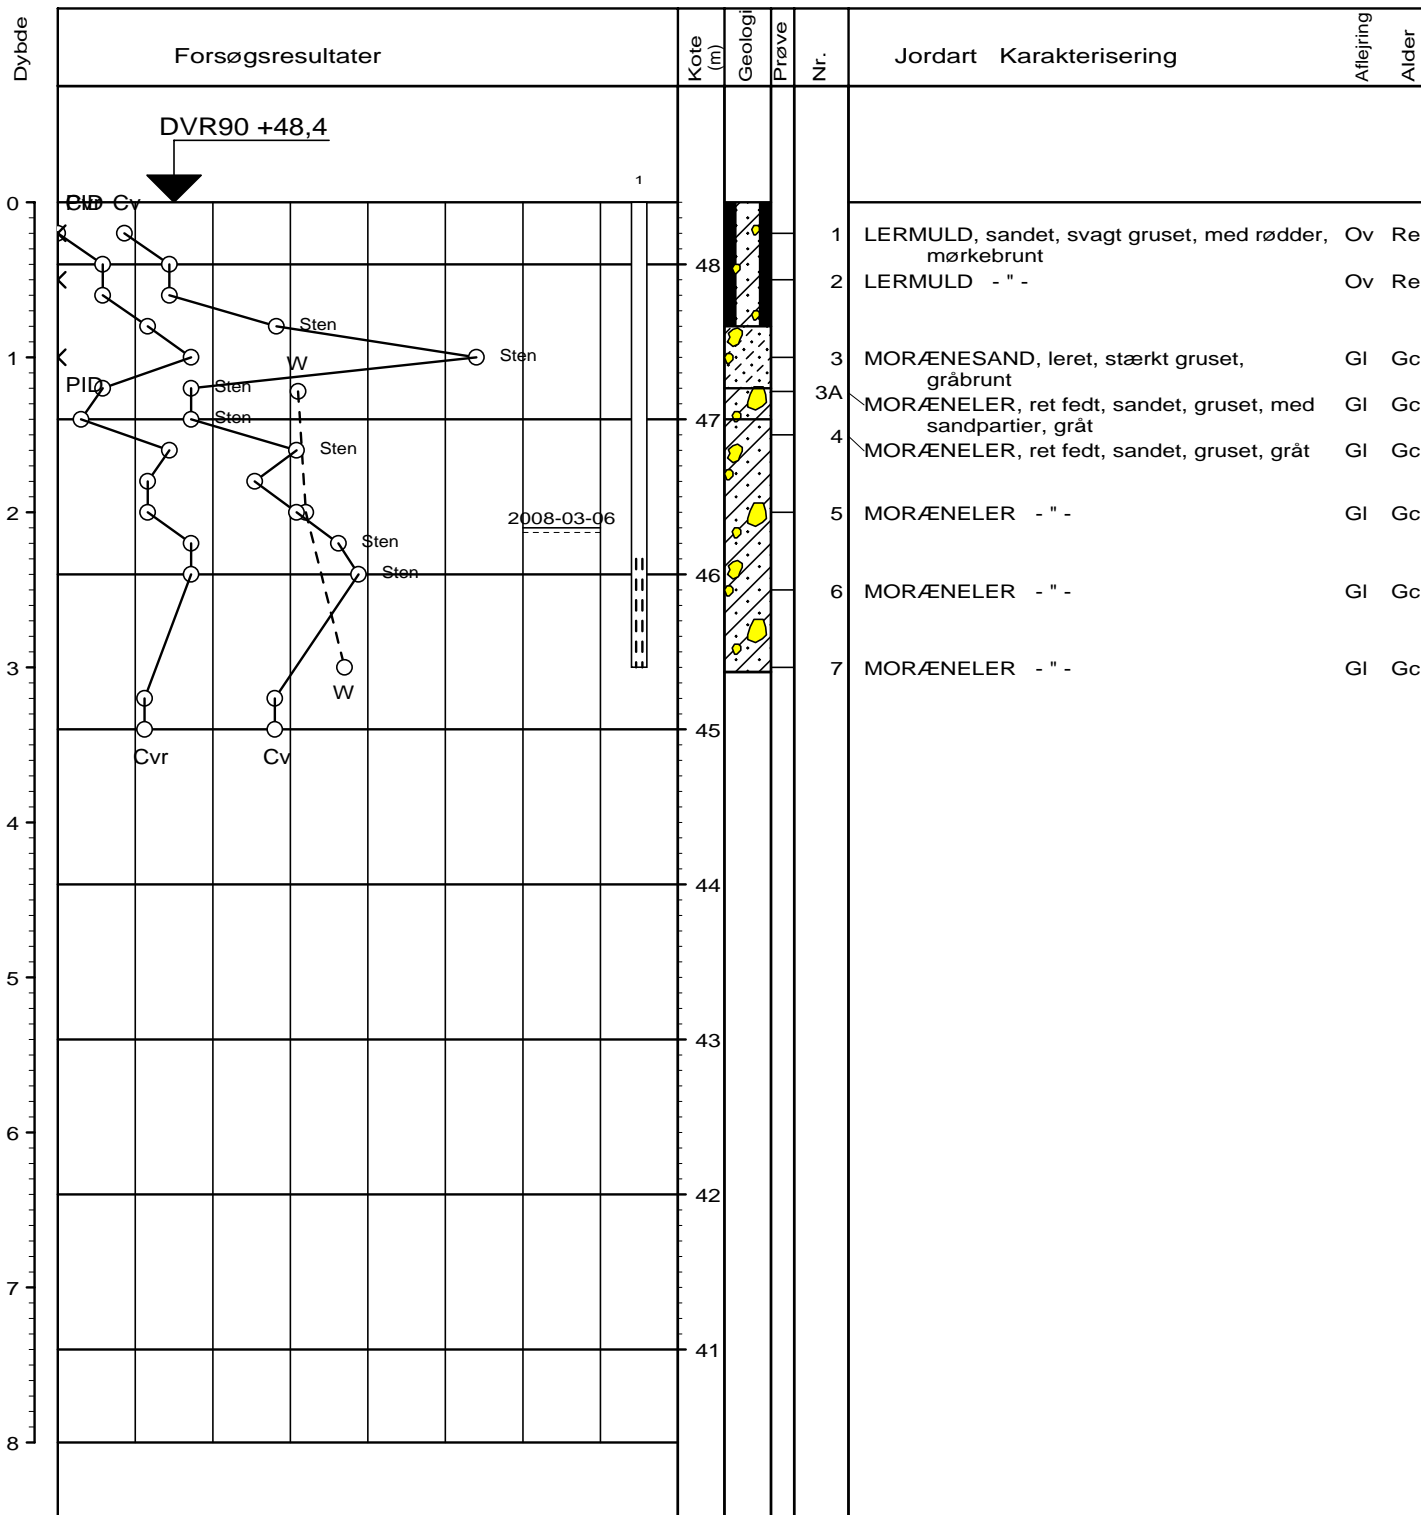 Dybde
Forsøgsresultater
Kote (m)
Geologi
Prøve
Nr.
Jordart Karakterisering
Aflejring
Alder
DVR90 +48,4
1
0
PID Cv
1 LERMULD, sandet, svagt gruset, med rødder, Ov Re
mørkebrunt
48
2 LERMULD - " - Ov Re
Sten
1
W
Sten
3 MORÆNESAND, leret, stærkt gruset, Gl Gc
gråbrunt
PID
Sten
3A
MORÆNELER, ret fedt, sandet, gruset, med Gl Gc
sandpartier, gråt
Sten
47
4
MORÆNELER, ret fedt, sandet, gruset, gråt Gl Gc
Sten
2
2008-03-06
5 MORÆNELER - " - Gl Gc
Sten
Sten
46
6 MORÆNELER - " - Gl Gc
3
7 MORÆNELER - " - Gl Gc
W
45
Cvr
Cv
4
44
5
43
6
42
7
41
8